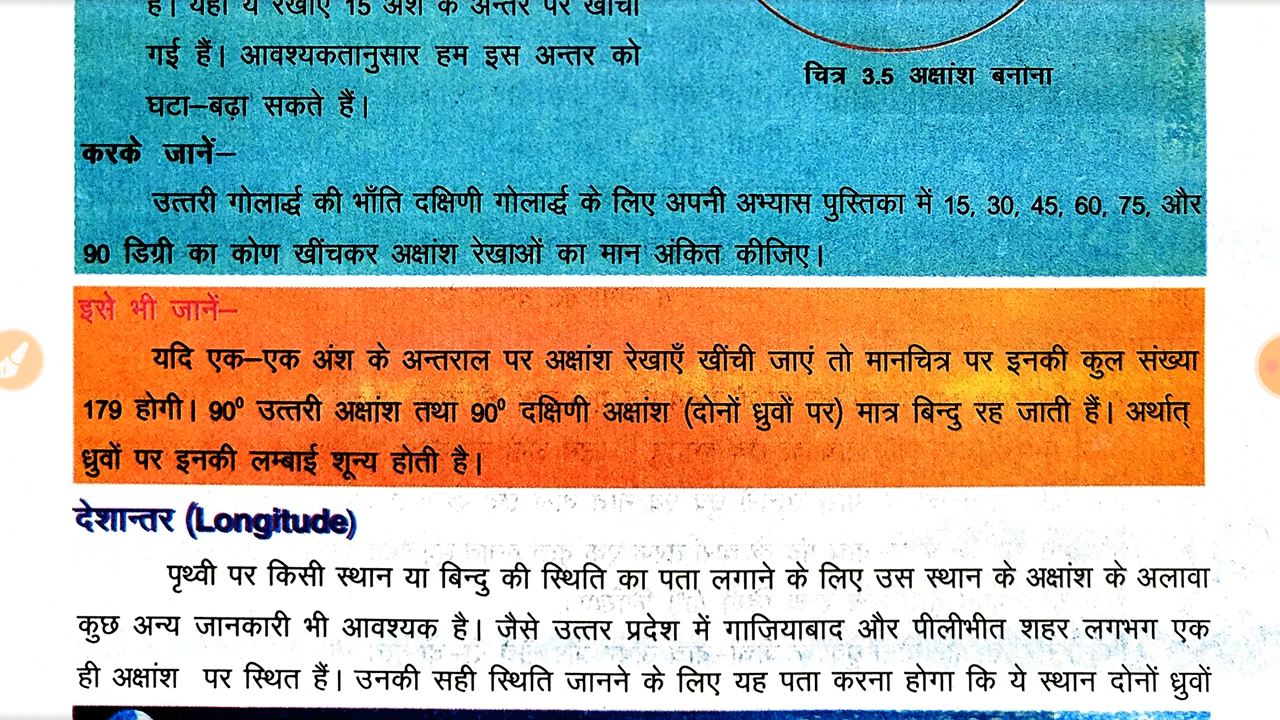 है। यहाँ ये रेखाएँ 15 अंश के अन्तर पर खींची
गई हैं। आवश्यकतानुसार हम इस अन्तर को
घटा–बढ़ा सकते हैं।
चित्र 3.5 अक्षांश बनाना
करके जानें–
उत्तरी गोलार्द्ध की भाँति दक्षिणी गोलार्द्ध के लिए अपनी अभ्यास पुस्तिका में 15, 30, 45, 60, 75, और
90 डिग्री का कोण खींचकर अक्षांश रेखाओं का मान अंकित कीजिए।
इसे भी जानें–
यदि एक–एक अंश के अन्तराल पर अक्षांश रेखाएँ खींची जाएं तो मानचित्र पर इनकी कुल संख्या
179 होगी। 90⁰ उत्तरी अक्षांश तथा 90⁰ दक्षिणी अक्षांश (दोनों ध्रुवों पर) मात्र बिन्दु रह जाती हैं। अर्थात्
ध्रुवों पर इनकी लम्बाई शून्य होती है।
देशान्तर (Longitude)
पृथ्वी पर किसी स्थान या बिन्दु की स्थिति का पता लगाने के लिए उस स्थान के अक्षांश के अलावा
कुछ अन्य जानकारी भी आवश्यक है। जैसे उत्तर प्रदेश में गाजियाबाद और पीलीभीत शहर लगभग एक
ही अक्षांश पर स्थित हैं। उनकी सही स्थिति जानने के लिए यह पता करना होगा कि ये स्थान दोनों ध्रुवों